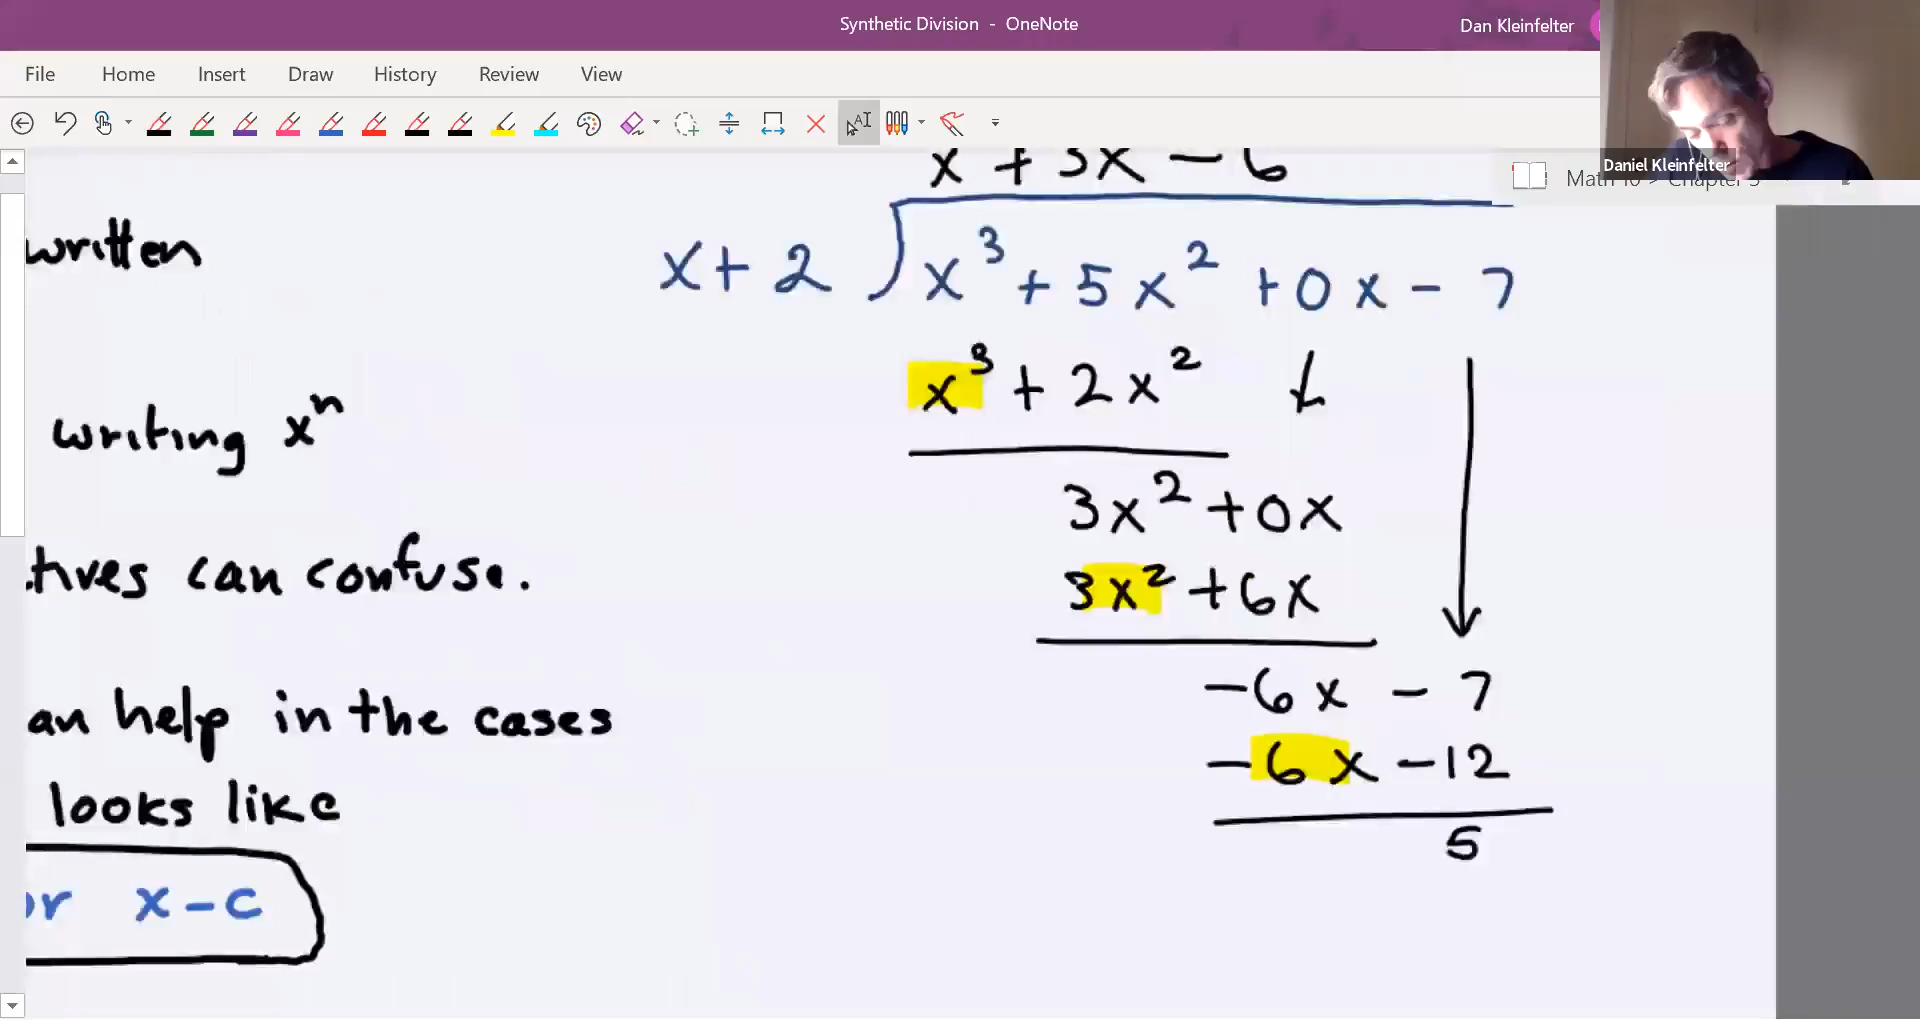 Synthetic Division - OneNote
Dan Kleinfelter
File Home Insert Draw History Review View
Daniel Kleinfelter
Math 10 >
written
writing xⁿ
can confuse.
help in the cases
looks like
x - c
x + 3x - 6
x + 2 x³ + 5x² + 0x - 7
x³ + 2x²
3x² + 0x
3x² + 6x
-6x - 7
-6x - 12
5